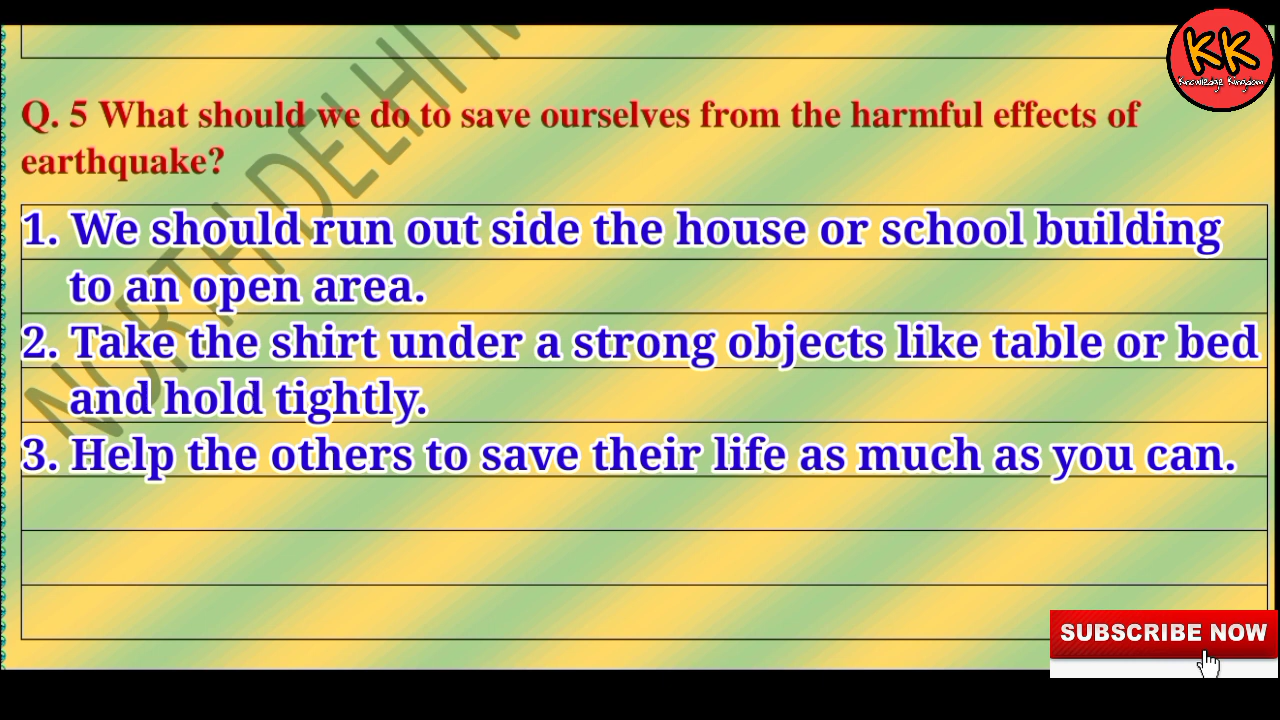 KK
Knowledge Kingdom
Q. 5 What should we do to save ourselves from the harmful effects of
earthquake?
1. We should run out side the house or school building
to an open area.
2. Take the shirt under a strong objects like table or bed
and hold tightly.
3. Help the others to save their life as much as you can.
NORTH DELHI
SUBSCRIBE NOW